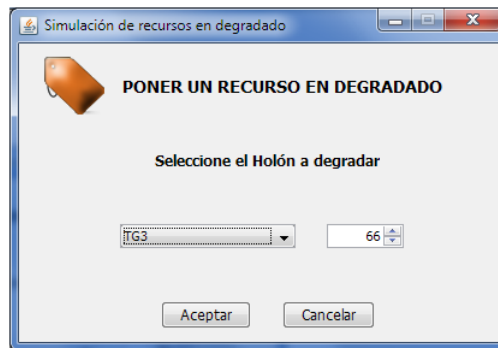 Simulación de recursos en degradado
PONER UN RECURSO EN DEGRADADO
Seleccione el Holón a degradar
TG3 66
Aceptar Cancelar